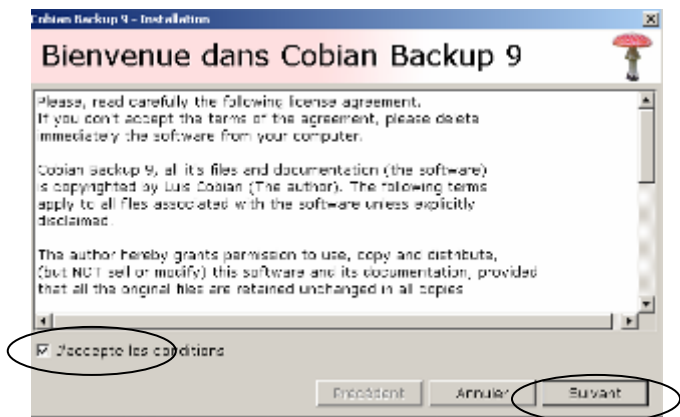 Cobian Backup 9 - Installation
Bienvenue dans Cobian Backup 9
Please, read carefully the following license agreement.
If you don't accept the terms of the agreement, please delete
immediately the software from your computer.
Cobian Backup 9, all it's files and documentation (the software)
is copyrighted by Luis Cobian (The author). The following terms
apply to all files associated with the software unless explicitly
disclaimed.
The author hereby grants permission to use, copy and distribute,
(but NOT sell or modify) this software and its documentation, provided
that all the original files are retained unchanged in all copies
J'accepte les conditions
Précédent
Annuler
Suivant